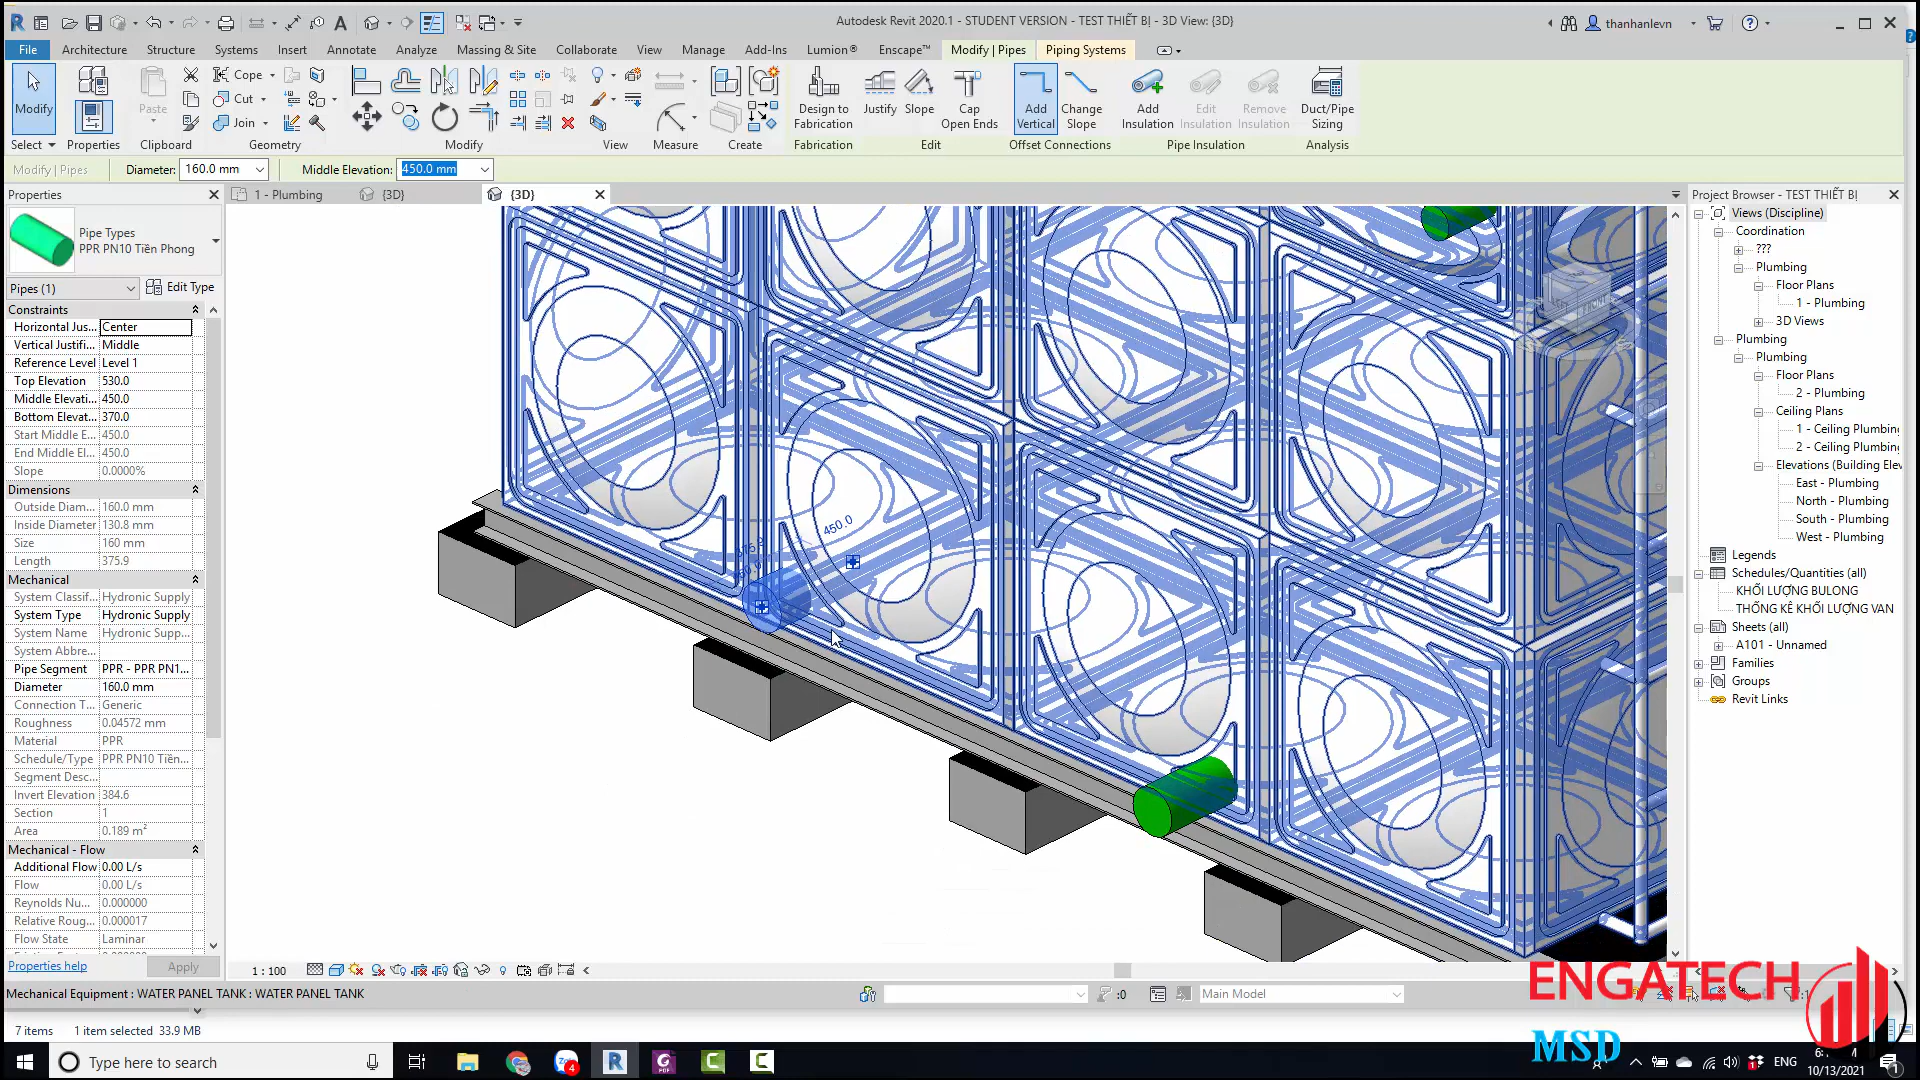 Autodesk Revit 2020.1 - STUDENT VERSION - TEST THIẾT BỊ - 3D View: {3D}
thanhanlevn
File Architecture Structure Systems Insert Annotate Analyze Massing & Site Collaborate View Manage Add-Ins Lumion® Enscape™ Modify | Pipes Piping Systems
Modify
Paste
Cope
Cut
Join
Design to Fabrication
Justify
Slope
Cap Open Ends
Add Vertical
Change Slope
Add Insulation
Edit Insulation
Remove Insulation
Duct/Pipe Sizing
Select Properties Clipboard Geometry Modify View Measure Create Fabrication Edit Offset Connections Pipe Insulation Analysis
Modify | Pipes Diameter: 160.0 mm Middle Elevation: 450.0 mm
Properties
1 - Plumbing {3D} {3D}
Pipe Types
PPR PN10 Tiền Phong
Pipes (1) Edit Type
Constraints
Horizontal Jus... Center
Vertical Justifi... Middle
Reference Level Level 1
Top Elevation 530.0
Middle Elevati... 450.0
Bottom Elevat... 370.0
Start Middle E... 450.0
End Middle El... 450.0
Slope 0.0000%
Dimensions
Outside Diam... 160.0 mm
Inside Diameter 130.8 mm
Size 160 mm
Length 375.9
Mechanical
System Classif... Hydronic Supply
System Type Hydronic Supply
System Name Hydronic Supp...
System Abbre...
Pipe Segment PPR - PPR PN1...
Diameter 160.0 mm
Connection T... Generic
Roughness 0.04572 mm
Material PPR
Schedule/Type PPR PN10 Tiền...
Segment Desc...
Invert Elevation 384.6
Section 1
Area 0.189 m²
Mechanical - Flow
Additional Flow 0.00 L/s
Flow 0.00 L/s
Reynolds Nu... 0.000000
Relative Roug... 0.000017
Flow State Laminar
Properties help Apply
450.0
1 : 100
Project Browser - TEST THIẾT BỊ
Views (Discipline)
Coordination
???
Plumbing
Floor Plans
1 - Plumbing
3D Views
Plumbing
Plumbing
Floor Plans
2 - Plumbing
Ceiling Plans
1 - Ceiling Plumbing
2 - Ceiling Plumbing
Elevations (Building Elev
East - Plumbing
North - Plumbing
South - Plumbing
West - Plumbing
Legends
Schedules/Quantities (all)
KHỐI LƯỢNG BULONG
THỐNG KÊ KHỐI LƯỢNG VAN
Sheets (all)
A101 - Unnamed
Families
Groups
Revit Links
Mechanical Equipment : WATER PANEL TANK : WATER PANEL TANK
:0
Main Model
ENGATECH
MSD
7 items 1 item selected 33.9 MB
Type here to search
4
ENG
10/13/2021
1